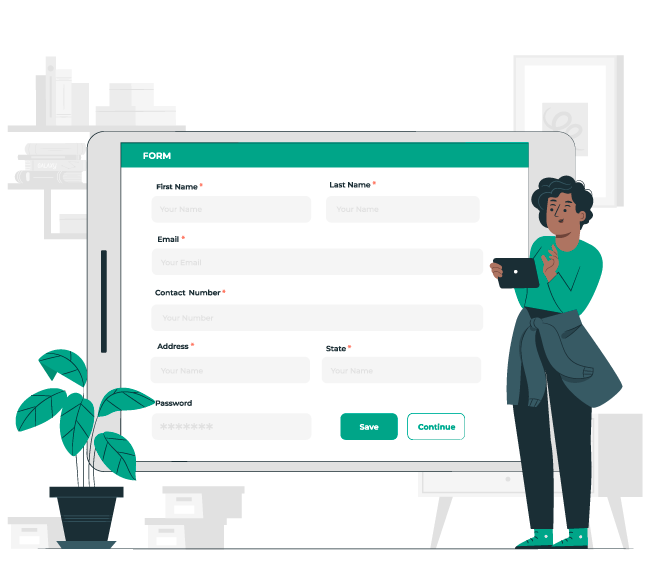 FORM
First Name *
Last Name *
Your Name
Your Name
Email *
Your Email
Contact Number *
Your Number
Address *
State *
Your Name
Your Name
Password
*******
Save
Continue